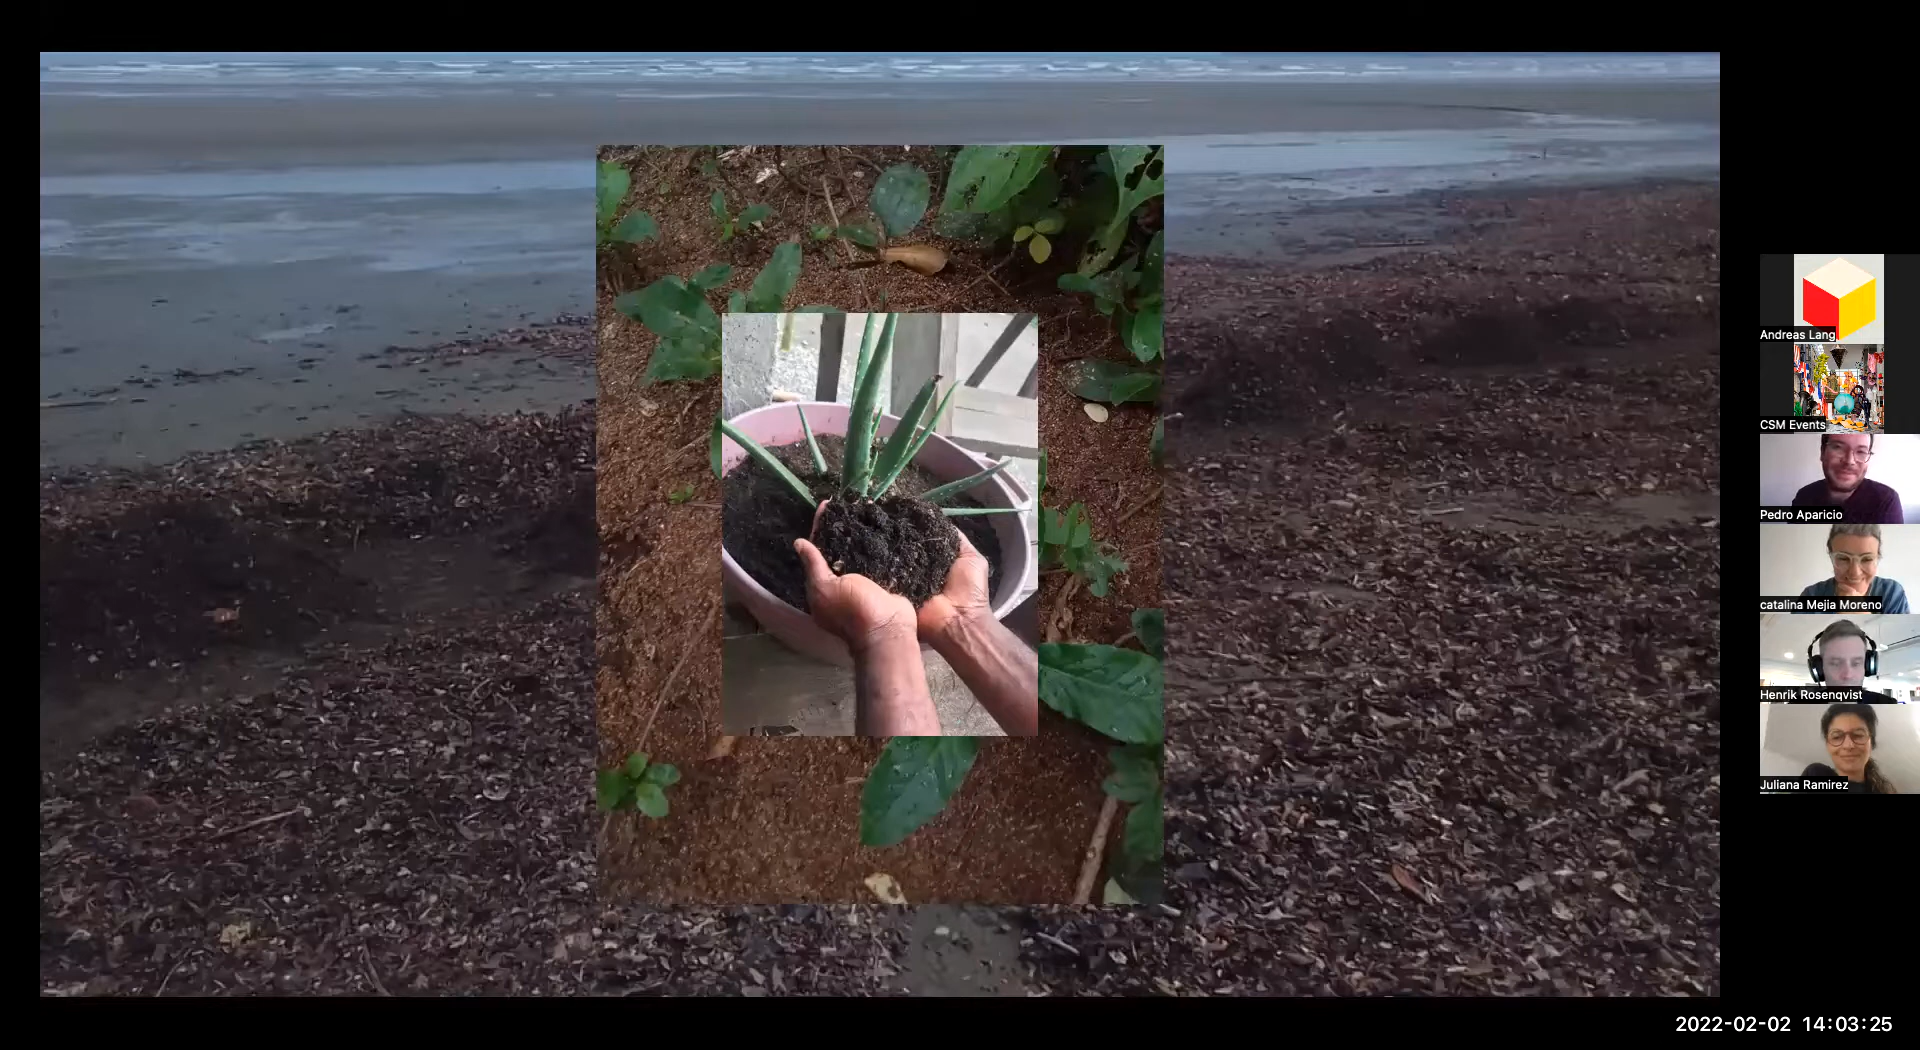 Andreas Lang
CSM Events
Pedro Aparicio
catalina Mejia Moreno
Henrik Rosenqvist
Juliana Ramirez
2022-02-02 14:03:25